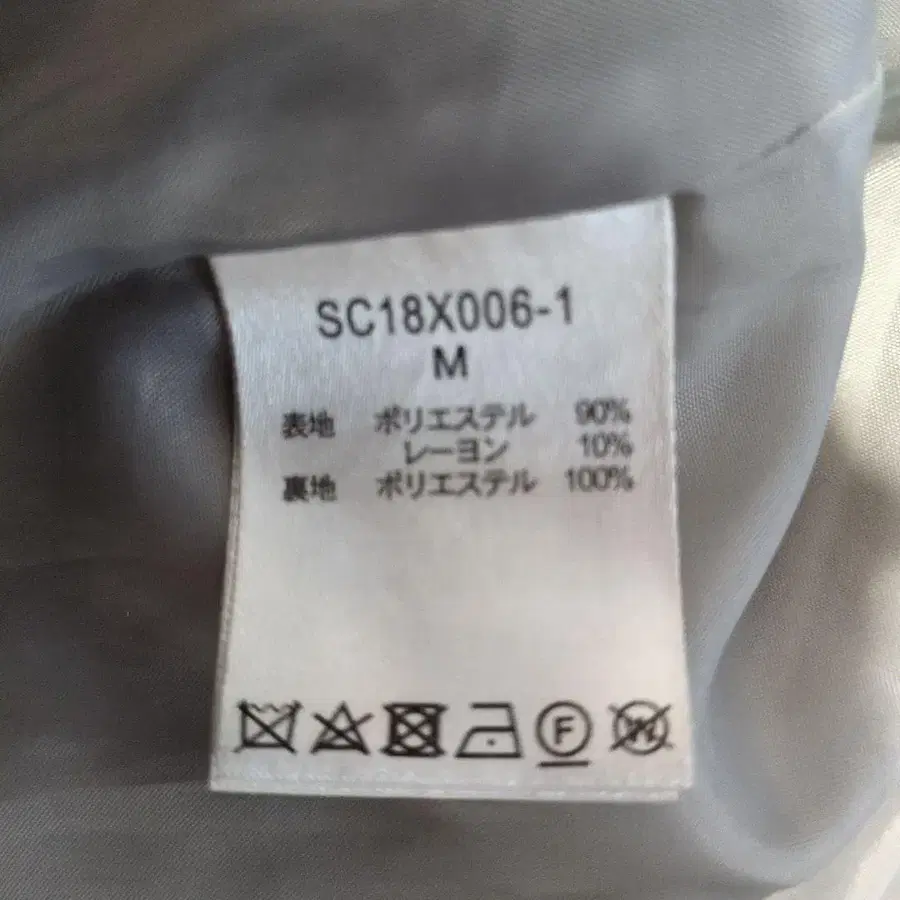 SC18X006-1
M
表地 ポリエステル 90%
レーヨン 10%
裏地 ポリエステル 100%
F W